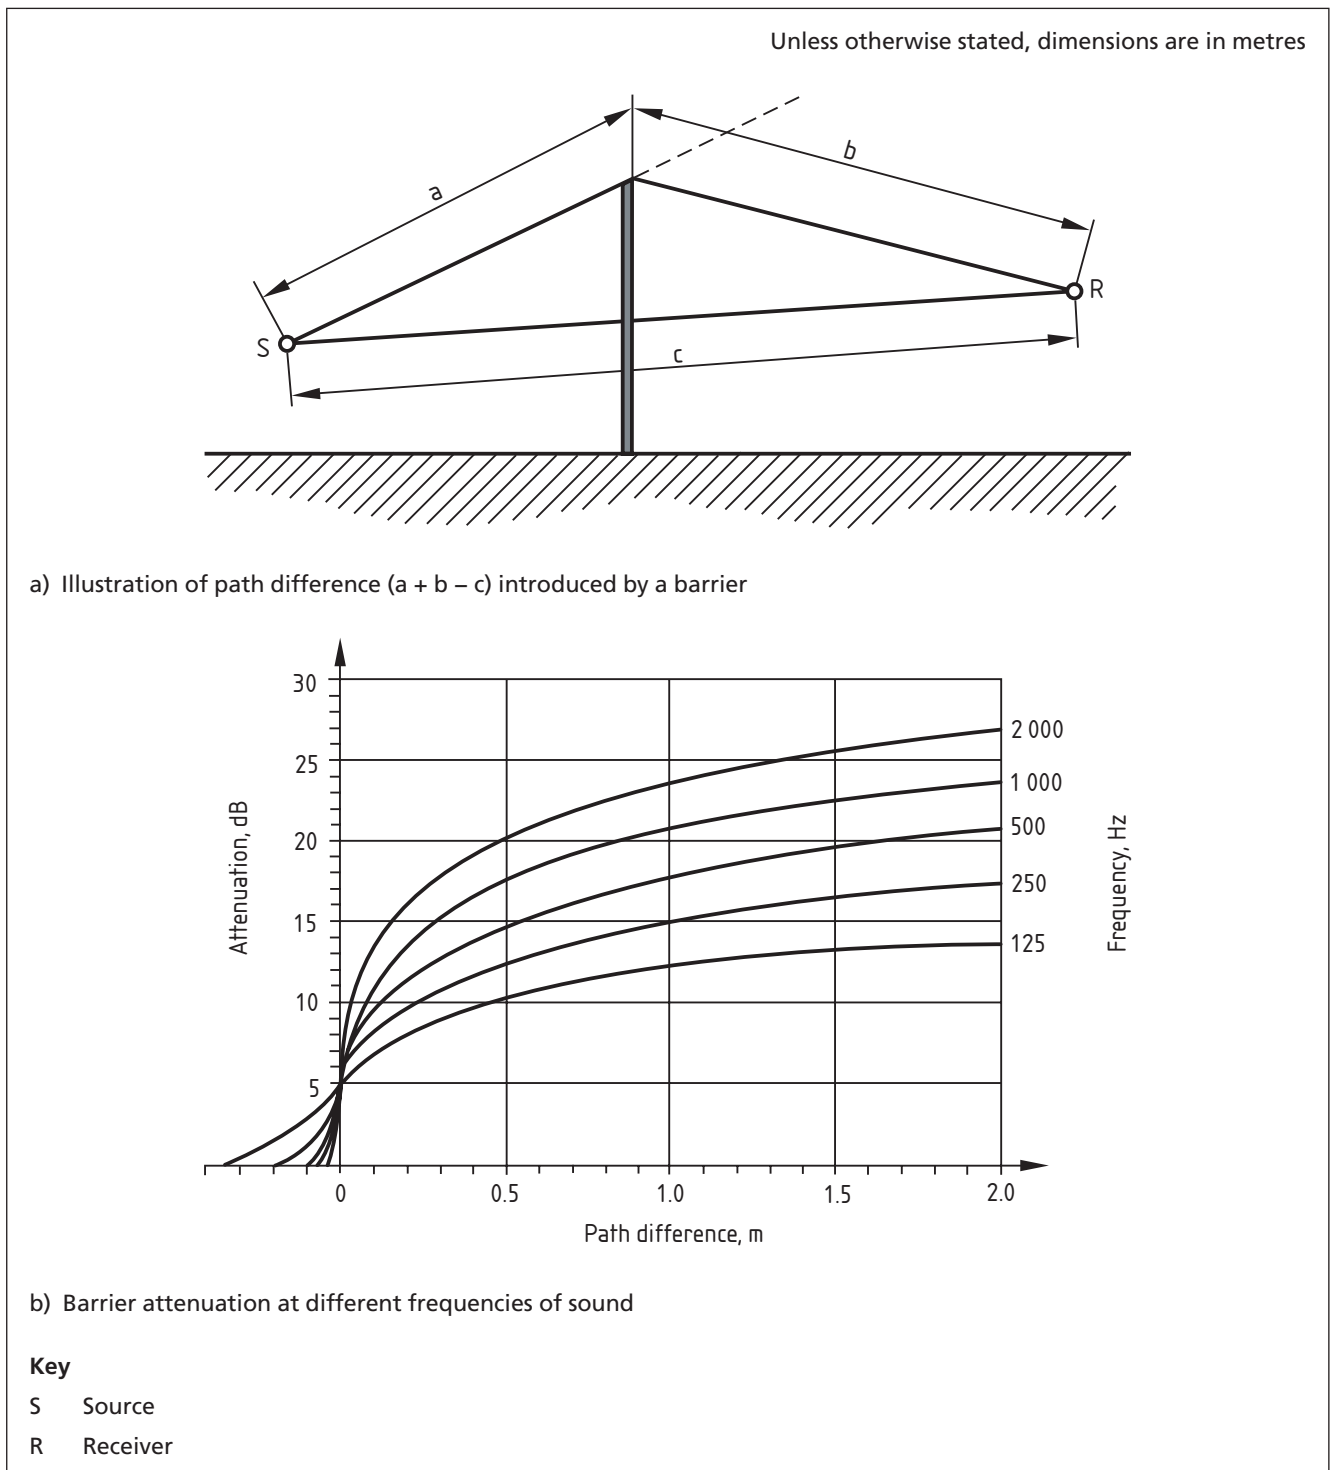 Unless otherwise stated, dimensions are in metres
a
b
S
R
c
a) Illustration of path difference (a + b – c) introduced by a barrier
30
25
20
15
10
5
Attenuation, dB
2 000
1 000
500
250
125
Frequency, Hz
0 0.5 1.0 1.5 2.0
Path difference, m
b) Barrier attenuation at different frequencies of sound
Key
S Source
R Receiver